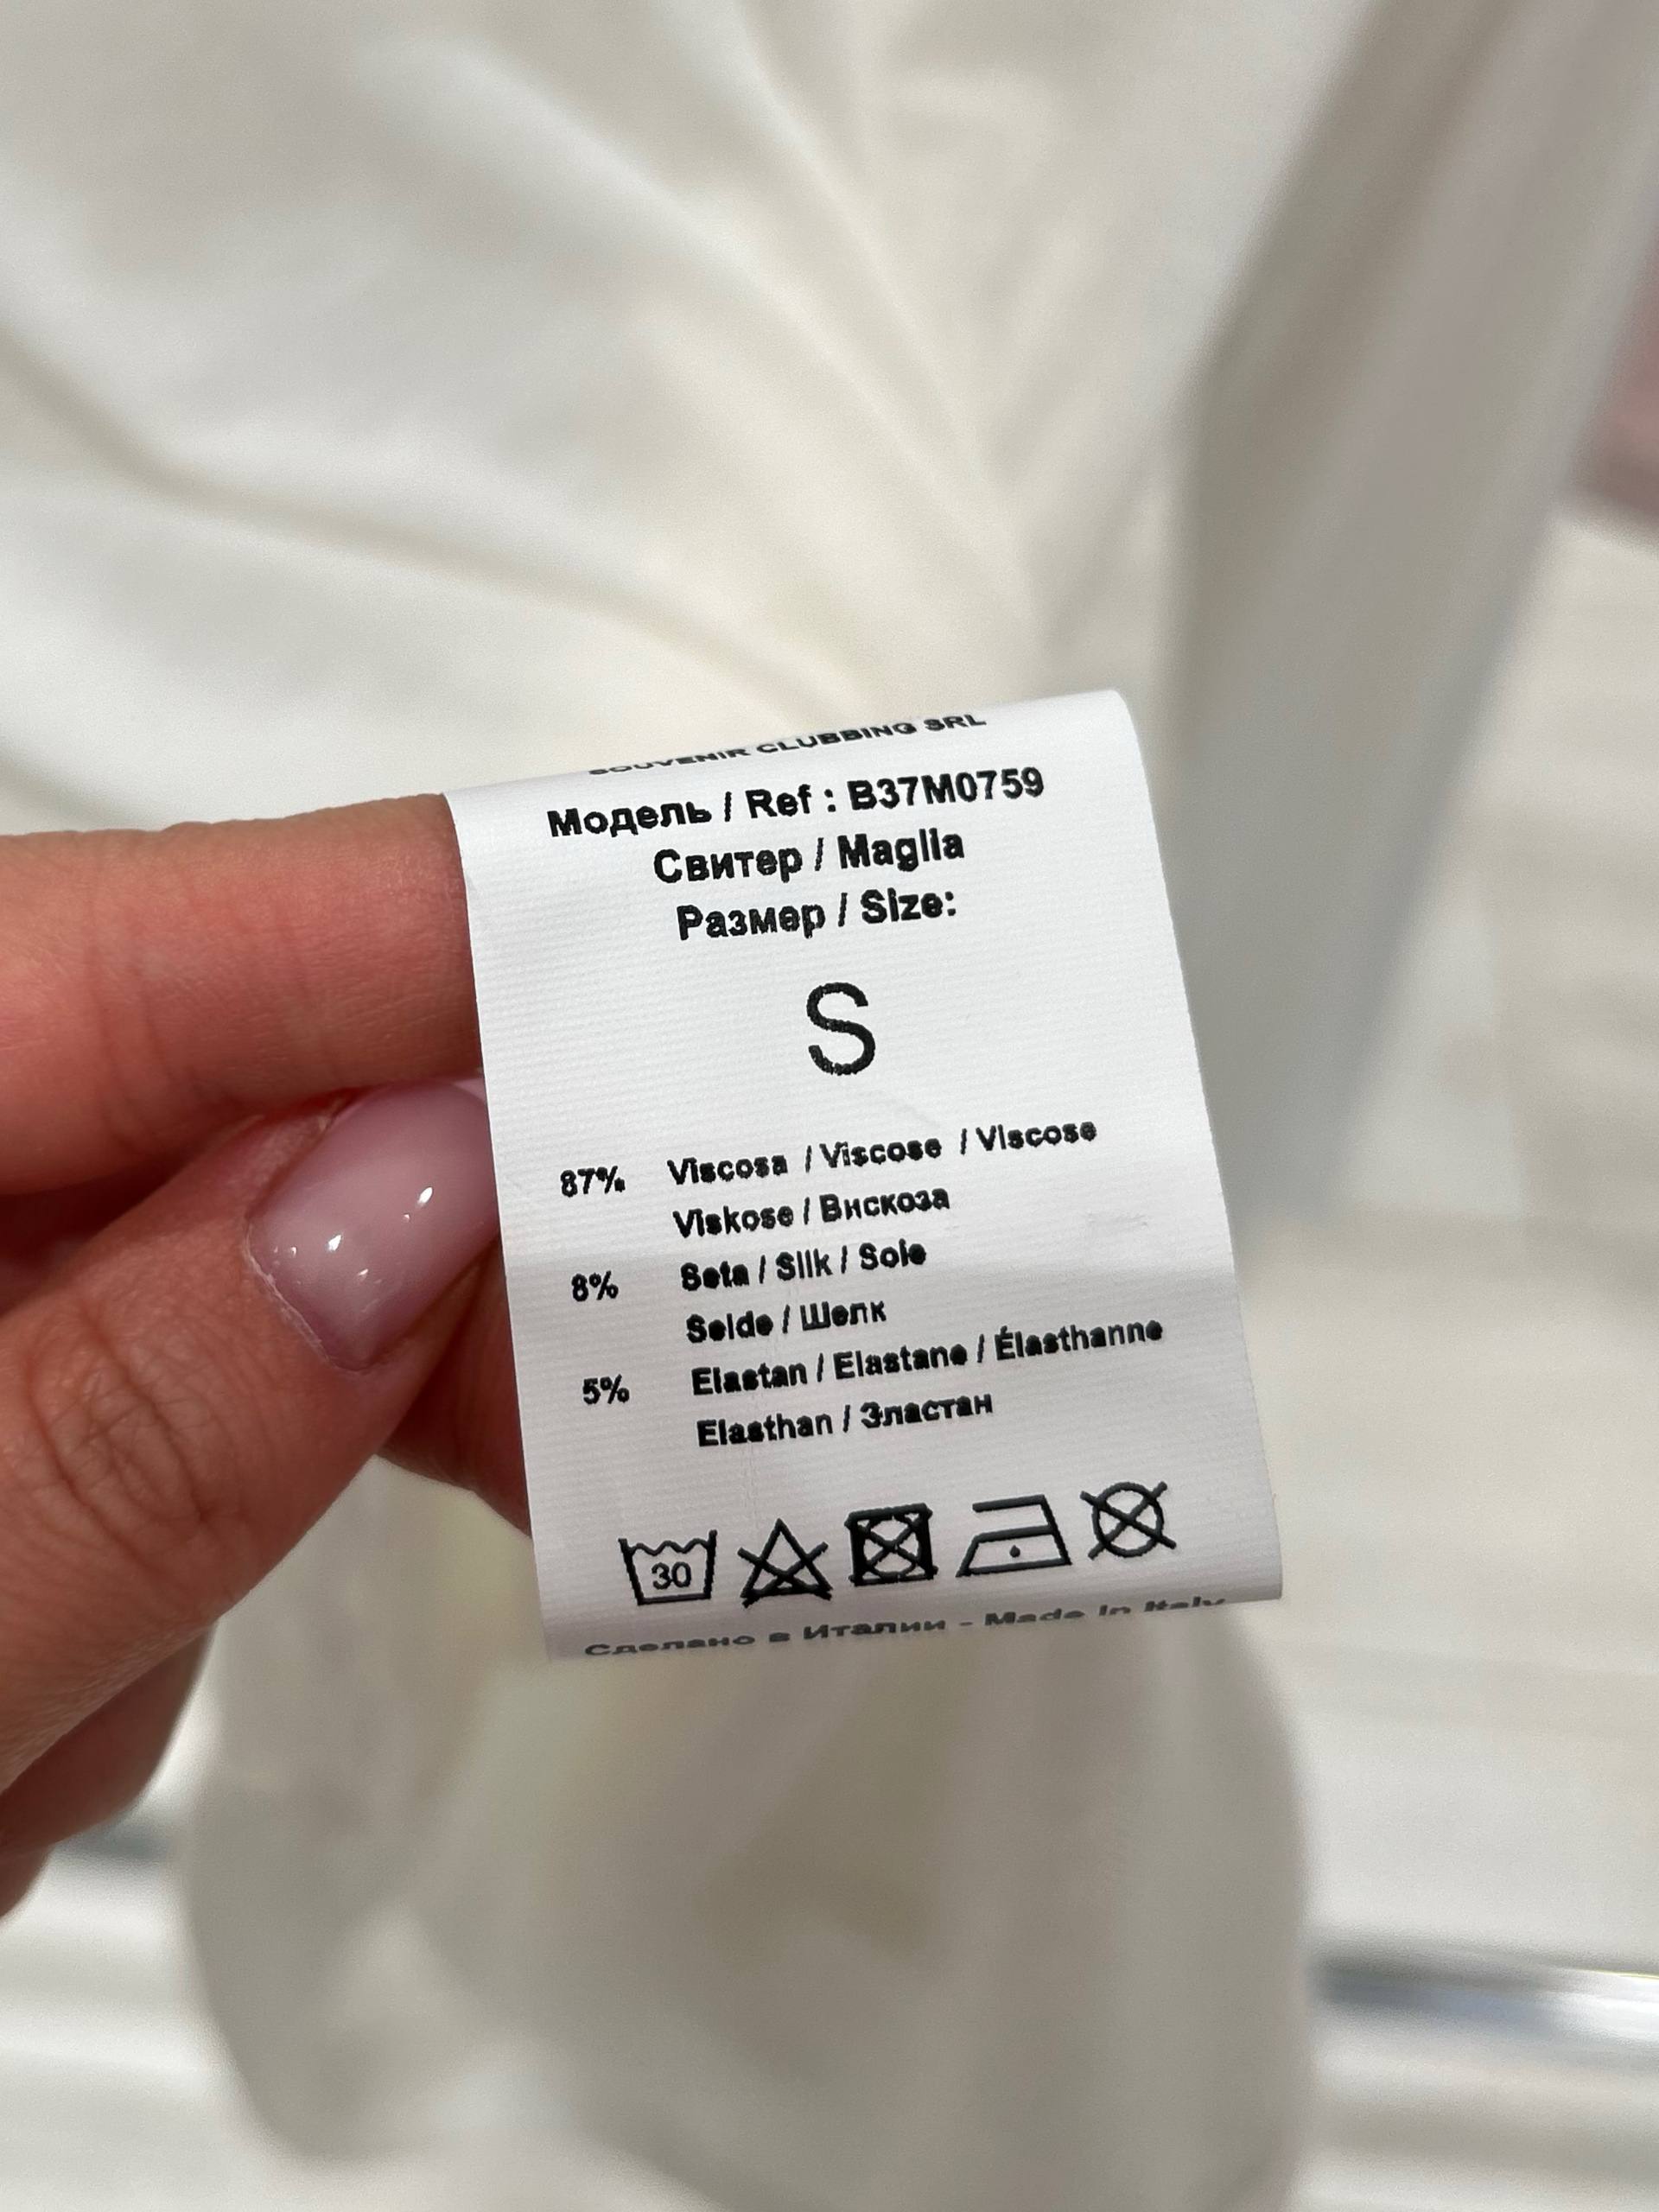 SOUVENIR CLUBBING SRL
Модель / Ref : B37M0759
Свитер / Maglia
Размер / Size:
S
87% Viscosa / Viscose / Viscose
Viskose / Вискоза
8% Seta / Silk / Soie
Seide / Шелк
5% Elastan / Elastane / Élasthanne
Elasthan / Эластан
30
Сделано в Италии - Made in Italy